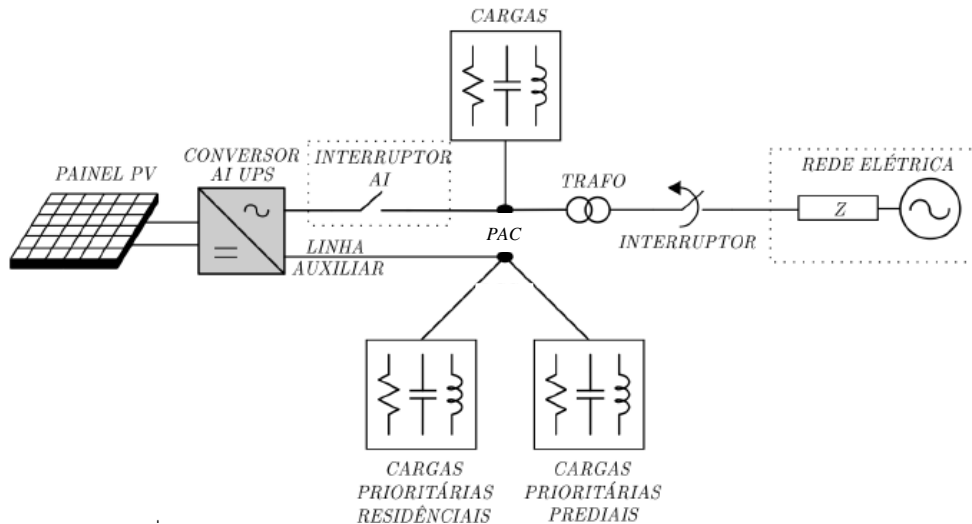 CARGAS
PAINEL PV
CONVERSOR
AI UPS
INTERRUPTOR
AI
TRAFO
REDE ELÉTRICA
Z
PAC
INTERRUPTOR
LINHA
AUXILIAR
CARGAS
PRIORITÁRIAS
RESIDÊNCIAIS
CARGAS
PRIORITÁRIAS
PREDIAIS